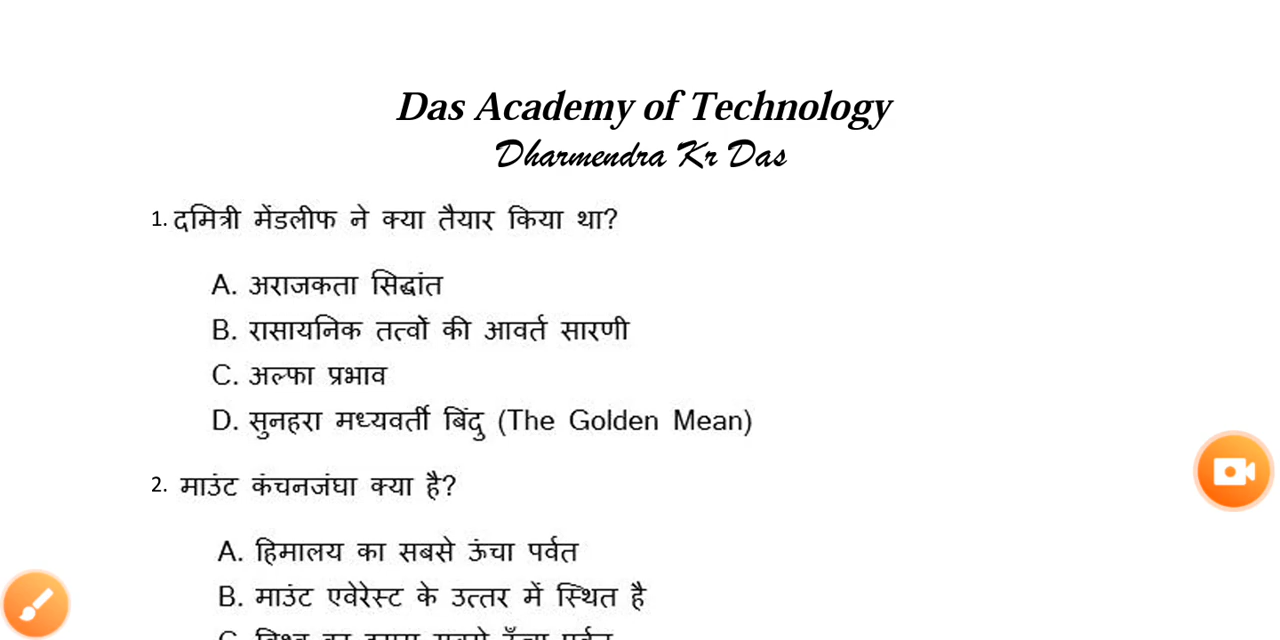 Das Academy of Technology
Dharmendra Kr Das
1. दमित्री मेंडलीफ ने क्या तैयार किया था?
A. अराजकता सिद्धांत
B. रासायनिक तत्वों की आवर्त सारणी
C. अल्फा प्रभाव
D. सुनहरा मध्यवर्ती बिंदु (The Golden Mean)
2. माउंट कंचनजंघा क्या है?
A. हिमालय का सबसे ऊंचा पर्वत
B. माउंट एवेरेस्ट के उत्तर में स्थित है